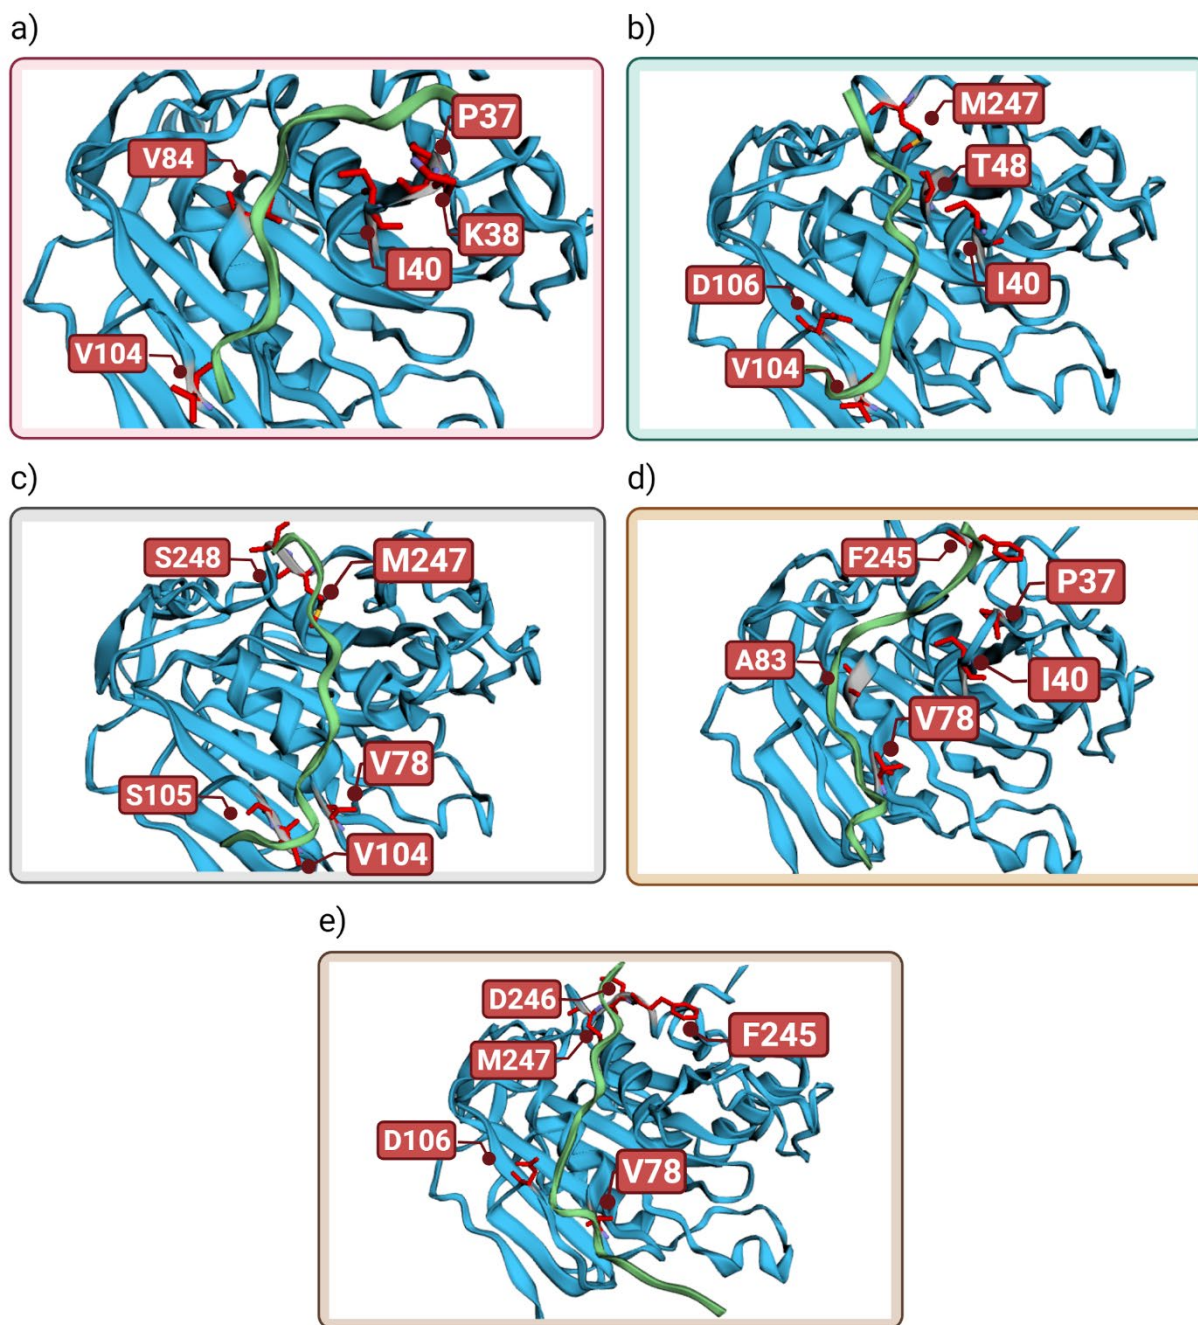 a)
P37
V84
K38
I40
V104
b)
M247
T48
D106
I40
V104
c)
S248
M247
V78
S105
V104
d)
F245
P37
A83
I40
V78
e)
D246
F245
M247
D106
V78